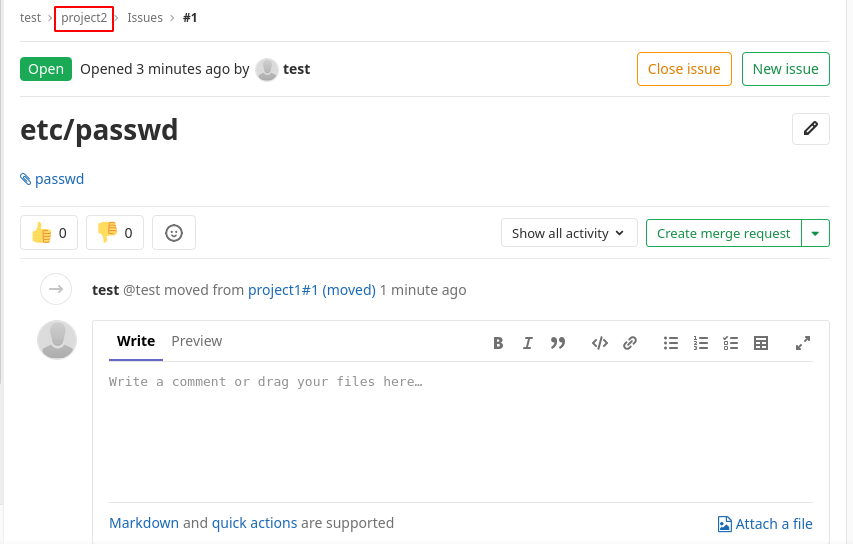 test > project2 > Issues > #1
Open Opened 3 minutes ago by test Close issue New issue
etc/passwd
passwd
0 0 Show all activity Create merge request
test @test moved from project1#1 (moved) 1 minute ago
Write Preview B I
Write a comment or drag your files here…
Markdown and quick actions are supported Attach a file